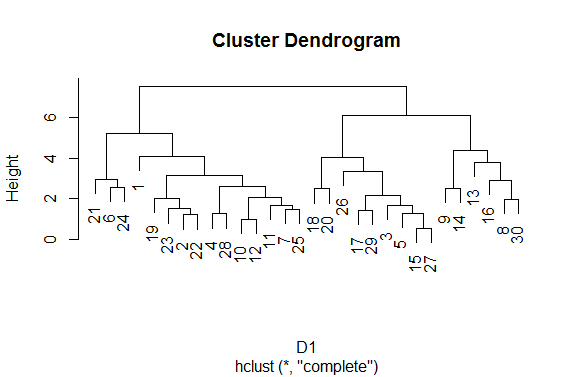 Cluster Dendrogram
Height
0 2 4 6
21 6 24 1 19 23 2 22 4 28 10 12 11 7 25 18 20 26 17 29 3 5 15 27 9 14 13 16 8 30
D1
hclust (*, "complete")